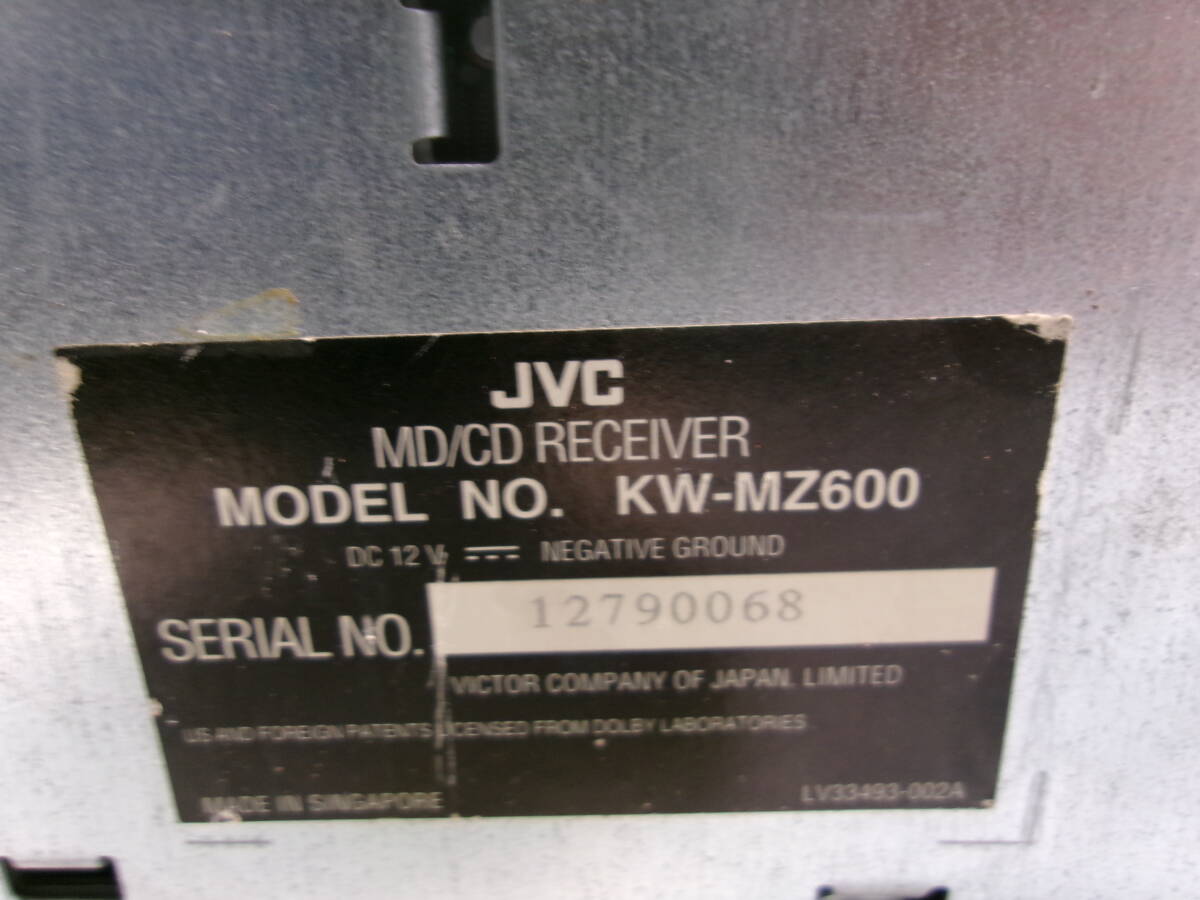 JVC
MD/CD RECEIVER
MODEL NO. KW-MZ600
DC 12 V NEGATIVE GROUND
SERIAL NO. 12790068
VICTOR COMPANY OF JAPAN, LIMITED
US AND FOREIGN PATENTS LICENSED FROM DOLBY LABORATORIES
MADE IN SINGAPORE LV33493-002A